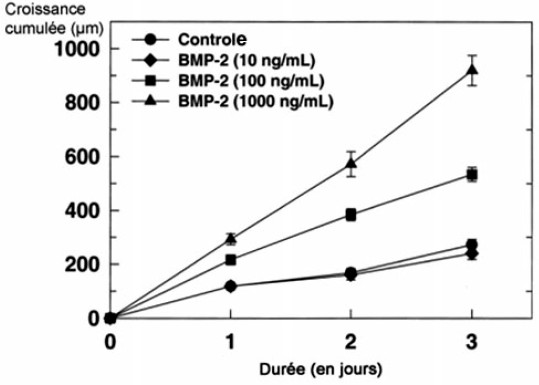 Croissance
cumulée (µm)
1000
800
600
400
200
0
Controle
BMP-2 (10 ng/mL)
BMP-2 (100 ng/mL)
BMP-2 (1000 ng/mL)
0 1 2 3
Durée (en jours)